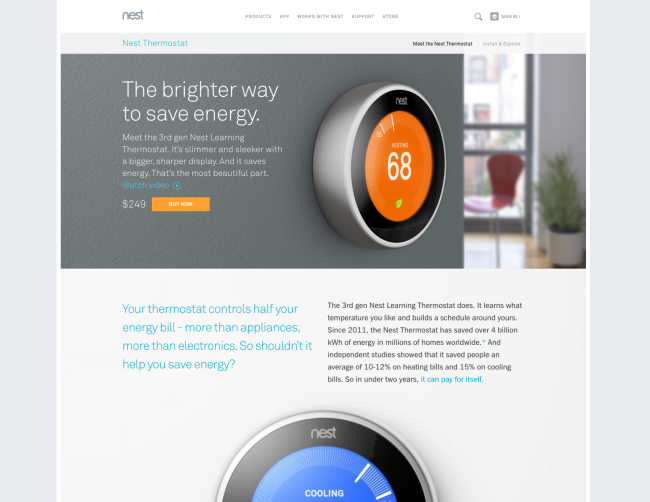 nest
PRODUCTS APP WORKS WITH NEST SUPPORT STORE SIGN IN
Nest Thermostat
Meet the Nest Thermostat Install & Explore
The brighter way
to save energy.
Meet the 3rd gen Nest Learning
Thermostat. It's slimmer and sleeker with
a bigger, sharper display. And it saves
energy. That's the most beautiful part.
Watch video
$249 BUY NOW
nest
HEATING
68
Your thermostat controls half your
energy bill - more than appliances,
more than electronics. So shouldn't it
help you save energy?
The 3rd gen Nest Learning Thermostat does. It learns what
temperature you like and builds a schedule around yours.
Since 2011, the Nest Thermostat has saved over 4 billion
kWh of energy in millions of homes worldwide.* And
independent studies showed that it saved people an
average of 10-12% on heating bills and 15% on cooling
bills. So in under two years, it can pay for itself.
nest
COOLING